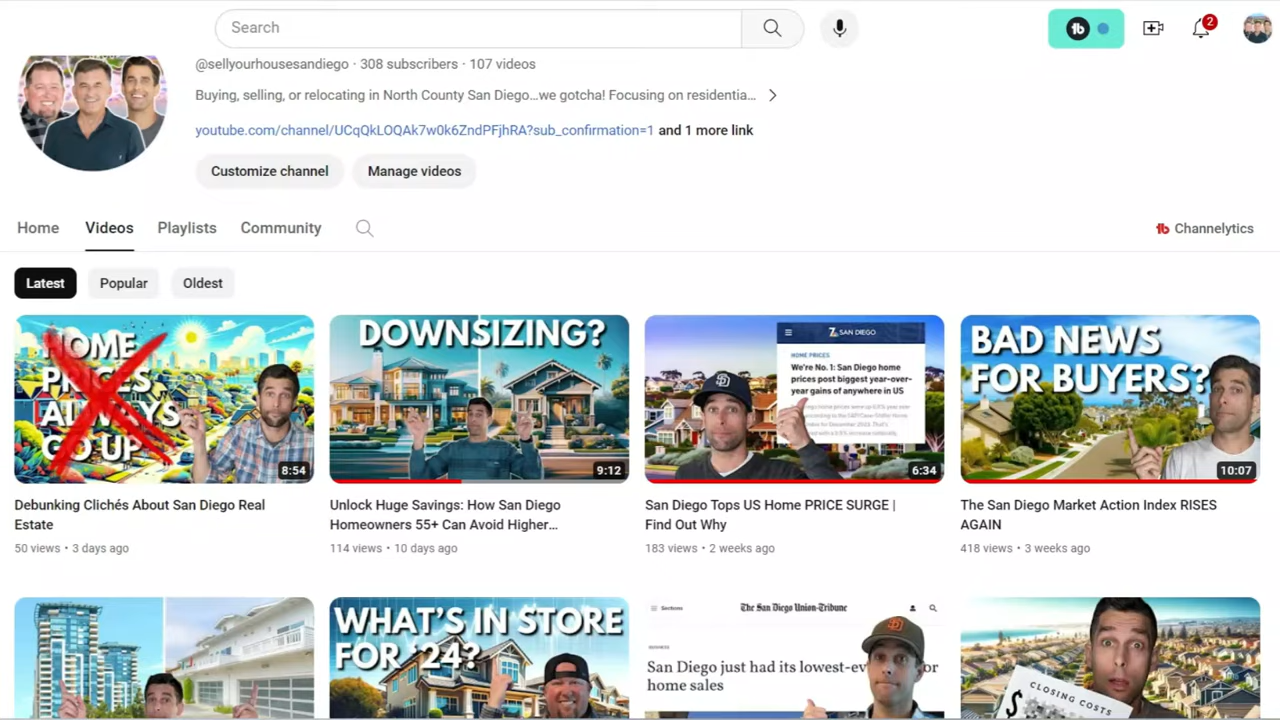 Search
2
@sellyourhousesandiego · 308 subscribers · 107 videos
Buying, selling, or relocating in North County San Diego…we gotcha! Focusing on residentia…
youtube.com/channel/UCqQkLOQAk7w0k6ZndPFjhRA?sub_confirmation=1 and 1 more link
Customize channel Manage videos
Home Videos Playlists Community
Channelytics
Latest Popular Oldest
HOME
PRICES
ALWAYS
GO UP
8:54
DOWNSIZING?
9:12
7 SAN DIEGO
HOME PRICES
We're No. 1: San Diego home
prices post biggest year-over-
year gains of anywhere in US
6:34
BAD NEWS
FOR BUYERS?
10:07
Debunking Clichés About San Diego Real
Estate
50 views • 3 days ago
Unlock Huge Savings: How San Diego
Homeowners 55+ Can Avoid Higher…
114 views • 10 days ago
San Diego Tops US Home PRICE SURGE |
Find Out Why
183 views • 2 weeks ago
The San Diego Market Action Index RISES
AGAIN
418 views • 3 weeks ago
WHAT'S IN STORE
FOR '24?
Sections
The San Diego Union-Tribune
BUSINESS
San Diego just had its lowest-ev or
home sales
CLOSING COSTS
$